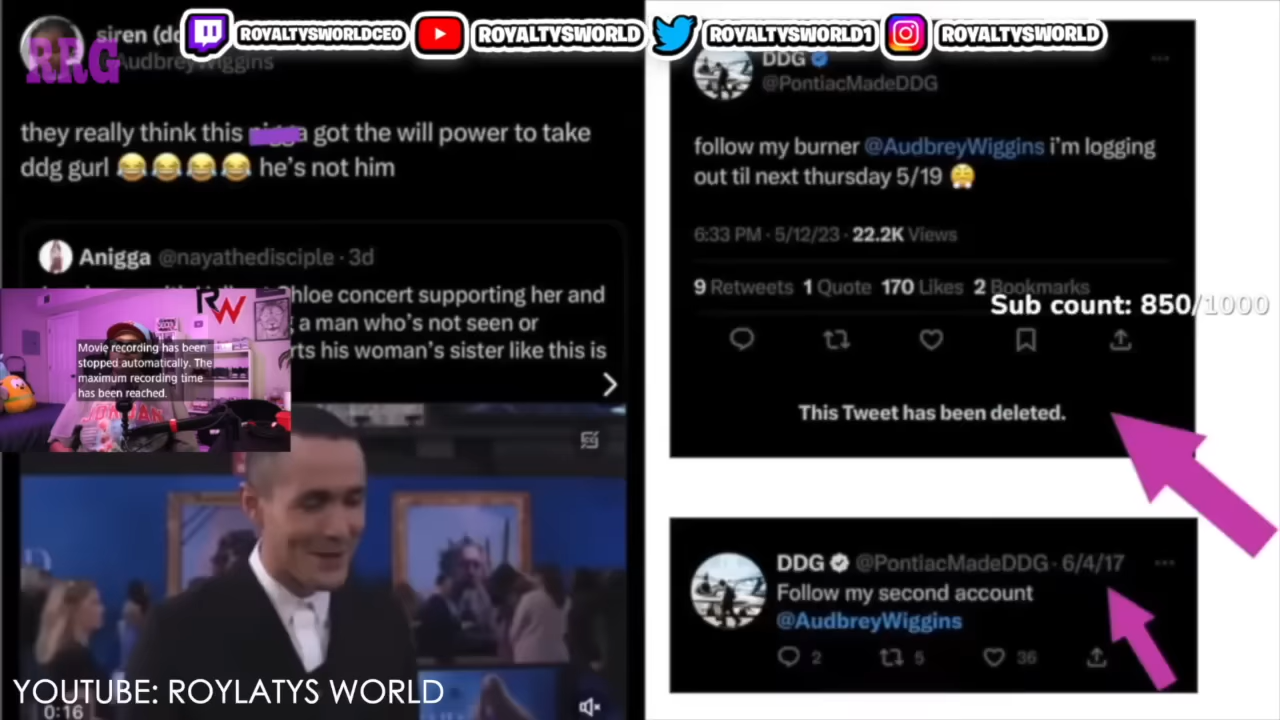 ROYALTYSWORLDCEO
ROYALTYSWORLD
ROYALTYSWORLD1
ROYALTYSWORLD
RRG
siren (do
AudbreyWiggins
they really think this got the will power to take
ddg gurl 😂😂😂😂 he's not him
Anigga @nayathedisciple · 3d
Chloe concert supporting her and
a man who's not seen or
rts his woman's sister like this is
RW
Movie recording has been
stopped automatically. The
maximum recording time
has been reached.
JORDAN
0:16
YOUTUBE: ROYLATYS WORLD
DDG
@PontiacMadeDDG
follow my burner @AudbreyWiggins i'm logging
out til next thursday 5/19 😤
6:33 PM · 5/12/23 · 22.2K Views
9 Retweets 1 Quote 170 Likes 2 Bookmarks
Sub count: 850/1000
This Tweet has been deleted.
DDG @PontiacMadeDDG · 6/4/17
Follow my second account
@AudbreyWiggins
2 5 36